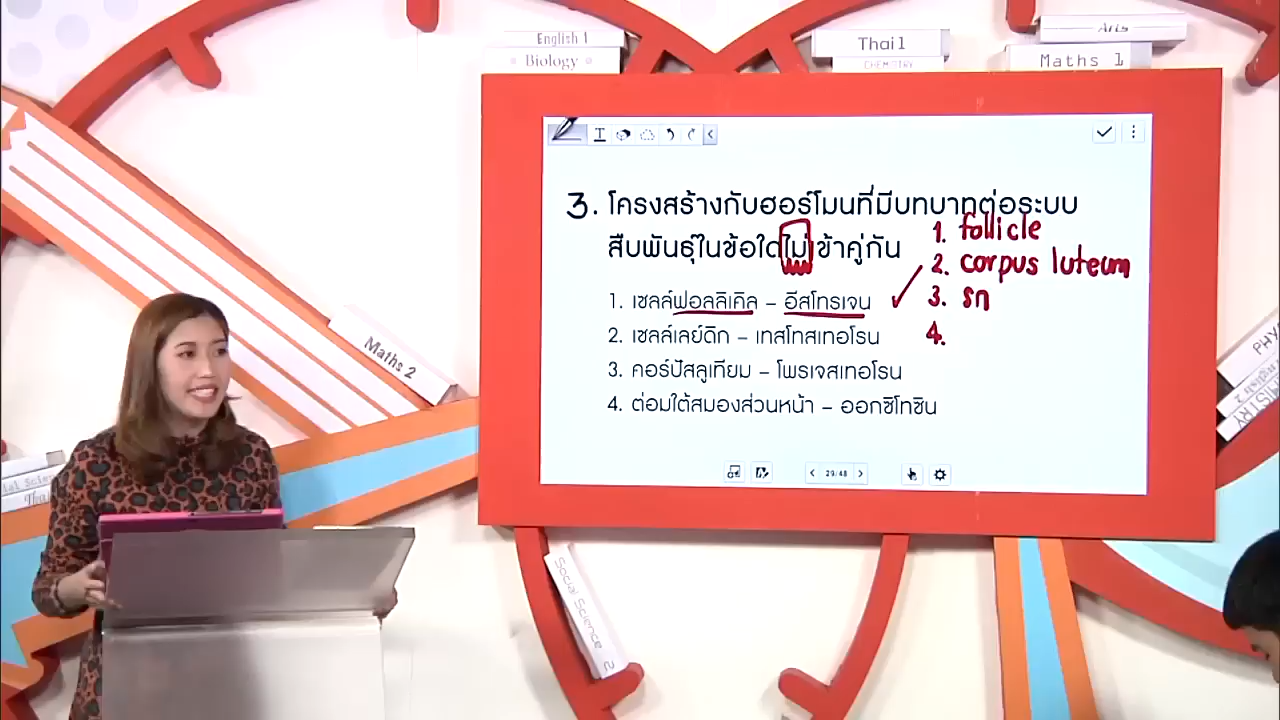 English 1
Biology
Thai 1
CHEMISTRY
Arts
Maths 1
T
3. โครงสร้างกับฮอร์โมนที่มีบทบาทต่อระบบ
สืบพันธุ์ในข้อใดไม่เข้าคู่กัน
1. เซลล์ฟอลลิเคิล – อีสโทรเจน
2. เซลล์เลย์ดิก – เทสโทสเทอโรน
3. คอร์ปัสลูเทียม – โพรเจสเทอโรน
4. ต่อมใต้สมองส่วนหน้า – ออกซิโทซิน
1. follicle
2. corpus luteum
3. รก
4.
29/48
Maths 2
Social Science 2